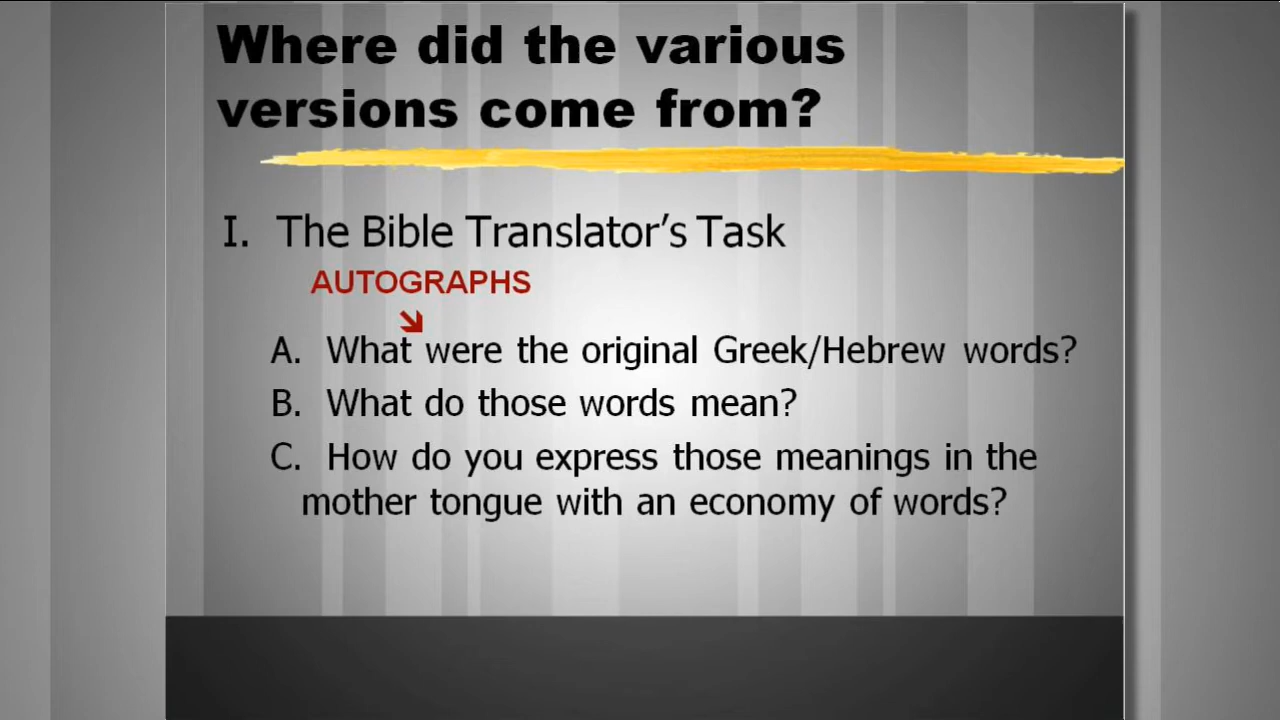 Where did the various
versions come from?
I. The Bible Translator's Task
AUTOGRAPHS
A. What were the original Greek/Hebrew words?
B. What do those words mean?
C. How do you express those meanings in the
mother tongue with an economy of words?